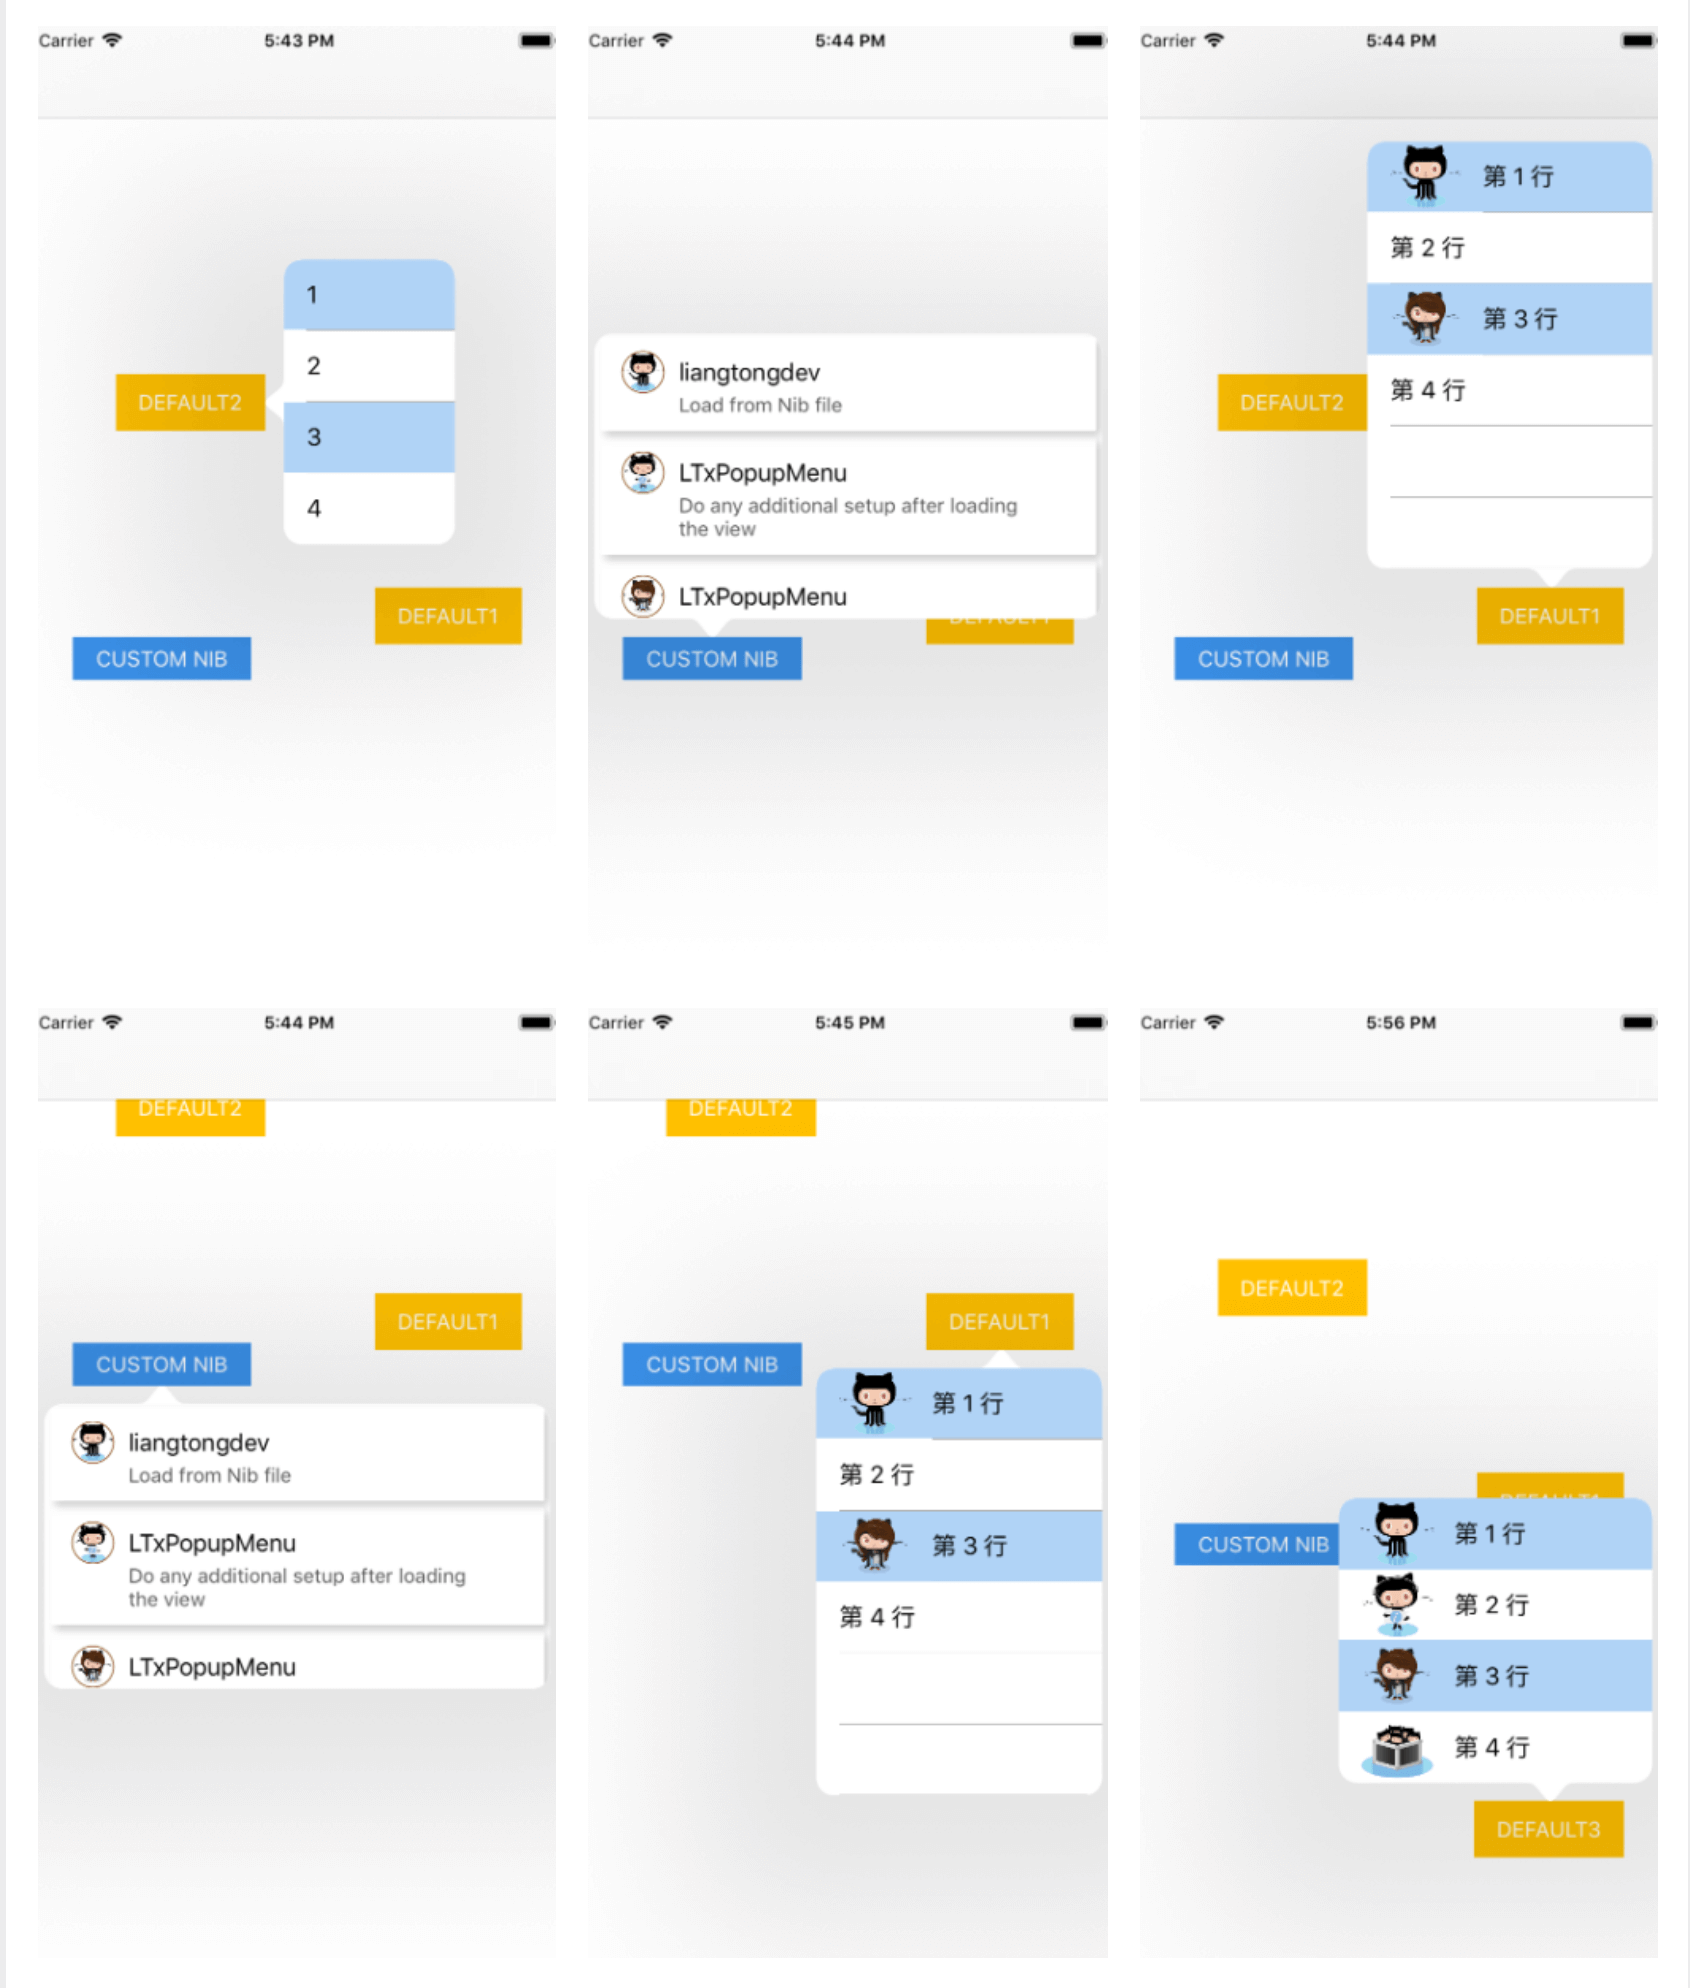 Carrier 5:43 PM
1
2
DEFAULT2
3
4
DEFAULT1
CUSTOM NIB
Carrier 5:44 PM
liangtongdev
Load from Nib file
LTxPopupMenu
Do any additional setup after loading
the view
LTxPopupMenu
DEFAULT1
CUSTOM NIB
Carrier 5:44 PM
第 1 行
第 2 行
第 3 行
DEFAULT2
第 4 行
DEFAULT1
CUSTOM NIB
Carrier 5:44 PM
DEFAULT2
DEFAULT1
CUSTOM NIB
liangtongdev
Load from Nib file
LTxPopupMenu
Do any additional setup after loading
the view
LTxPopupMenu
Carrier 5:45 PM
DEFAULT2
DEFAULT1
CUSTOM NIB
第 1 行
第 2 行
第 3 行
第 4 行
Carrier 5:56 PM
DEFAULT2
DEFAULT1
第 1 行
CUSTOM NIB
第 2 行
第 3 行
第 4 行
DEFAULT3